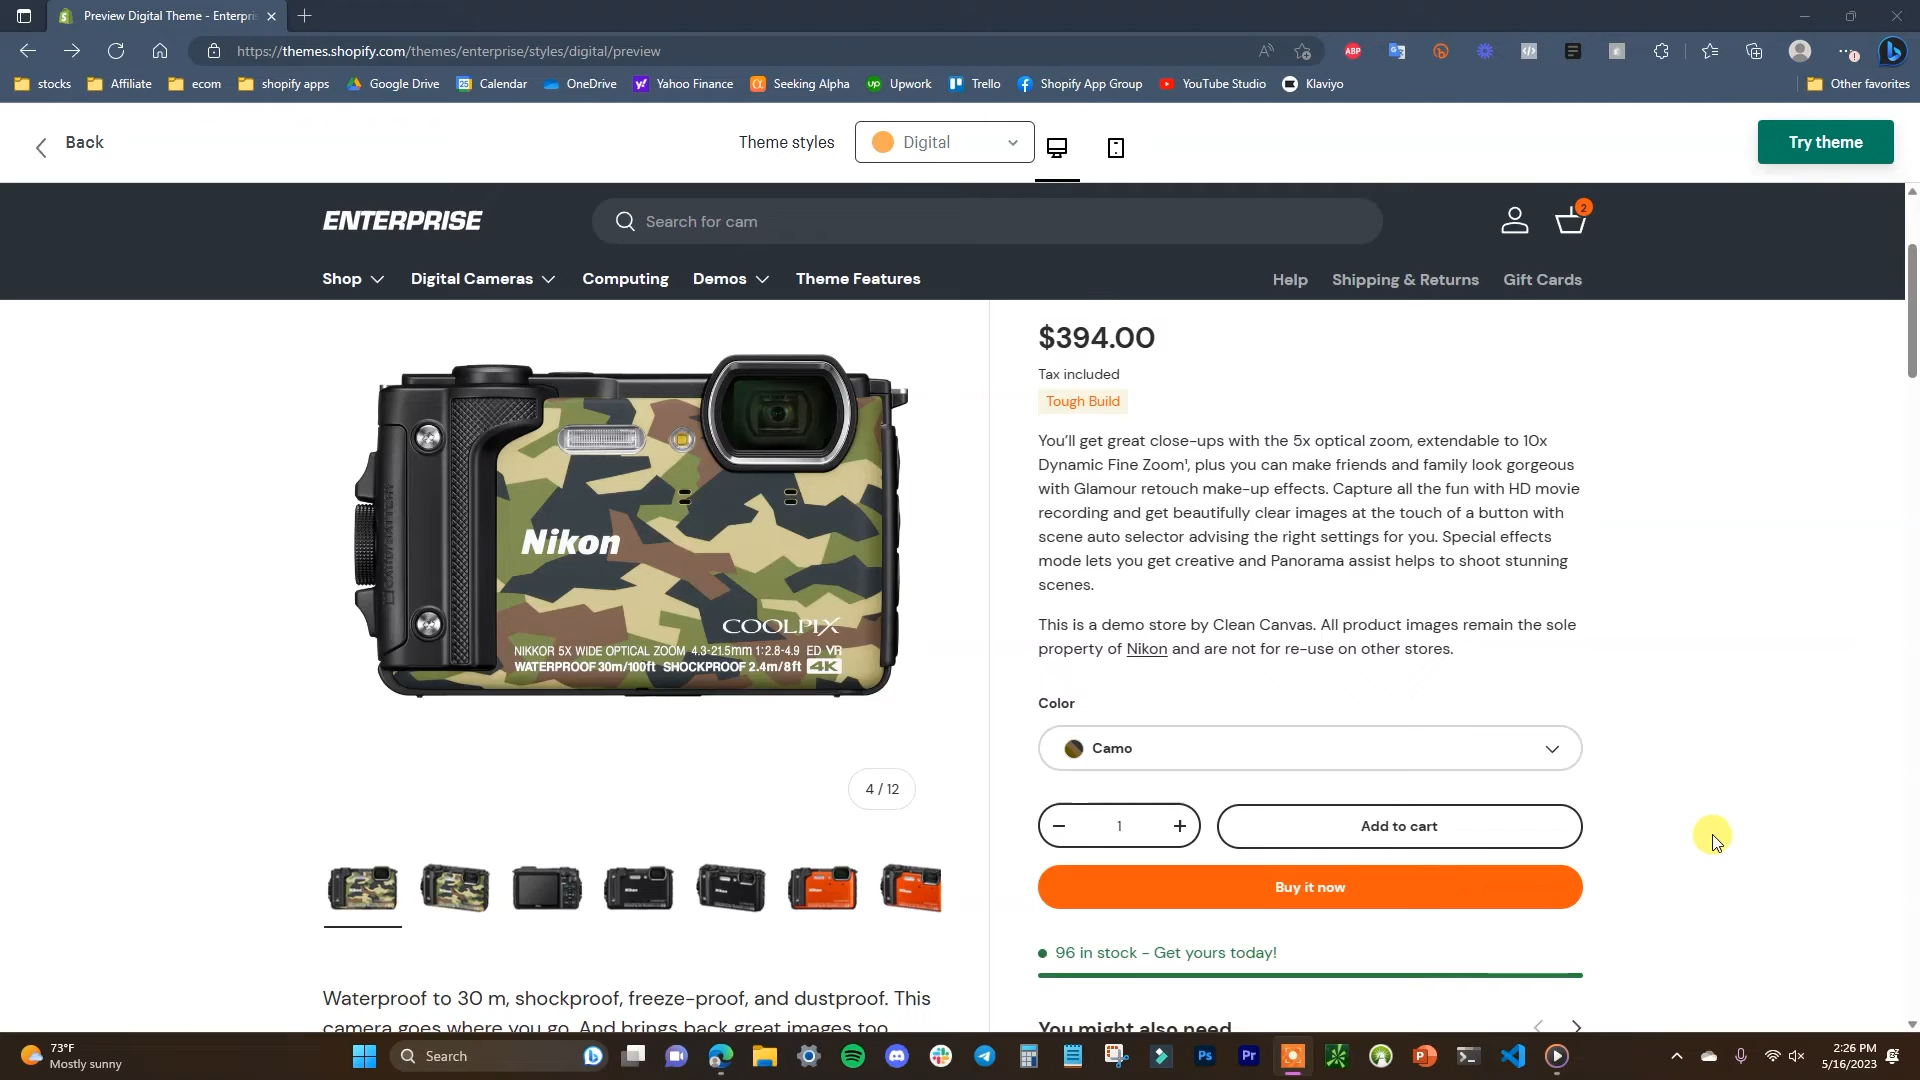 Preview Digital Theme - Enterpri
https://themes.shopify.com/themes/enterprise/styles/digital/preview
stocks
Affiliate
ecom
shopify apps
Google Drive
Calendar
OneDrive
Yahoo Finance
Seeking Alpha
Upwork
Trello
Shopify App Group
YouTube Studio
Klaviyo
Other favorites
Back
Theme styles
Digital
Try theme
ENTERPRISE
Search for cam
2
Shop
Digital Cameras
Computing
Demos
Theme Features
Help
Shipping & Returns
Gift Cards
Nikon
COOLPIX
NIKKOR 5X WIDE OPTICAL ZOOM 4.3-21.5mm 1:2.8-4.9 ED VR
WATERPROOF 30m/100ft SHOCKPROOF 2.4m/8ft 4K
4 / 12
$394.00
Tax included
Tough Build
You’ll get great close-ups with the 5x optical zoom, extendable to 10x
Dynamic Fine Zoom¹, plus you can make friends and family look gorgeous
with Glamour retouch make-up effects. Capture all the fun with HD movie
recording and get beautifully clear images at the touch of a button with
scene auto selector advising the right settings for you. Special effects
mode lets you get creative and Panorama assist helps to shoot stunning
scenes.
This is a demo store by Clean Canvas. All product images remain the sole
property of Nikon and are not for re-use on other stores.
Color
Camo
1
Add to cart
Buy it now
96 in stock - Get yours today!
Waterproof to 30 m, shockproof, freeze-proof, and dustproof. This
camera goes where you go. And brings back great images too.
You might also need
73°F
Mostly sunny
Search
2:26 PM
5/16/2023